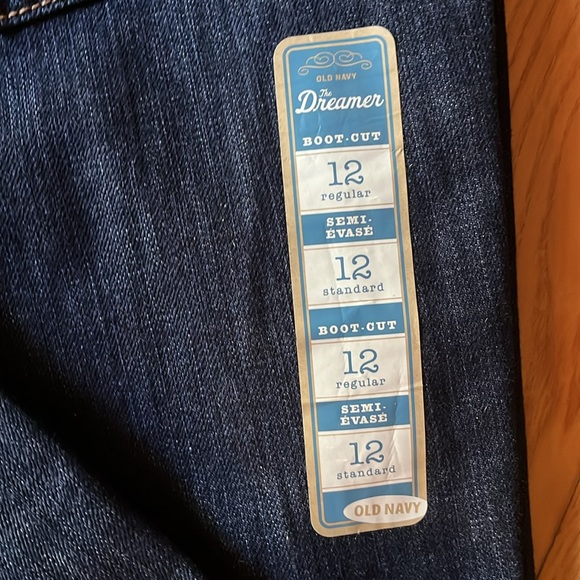 OLD NAVY
The
Dreamer
BOOT-CUT
12
regular
SEMI-
ÉVASÉ
12
standard
BOOT-CUT
12
regular
SEMI-
ÉVASÉ
12
standard
OLD NAVY